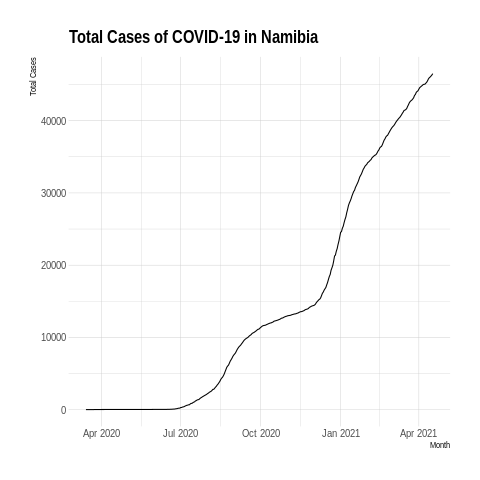 Total Cases of COVID-19 in Namibia
Total Cases
40000
30000
20000
10000
0
Apr 2020 Jul 2020 Oct 2020 Jan 2021 Apr 2021
Month